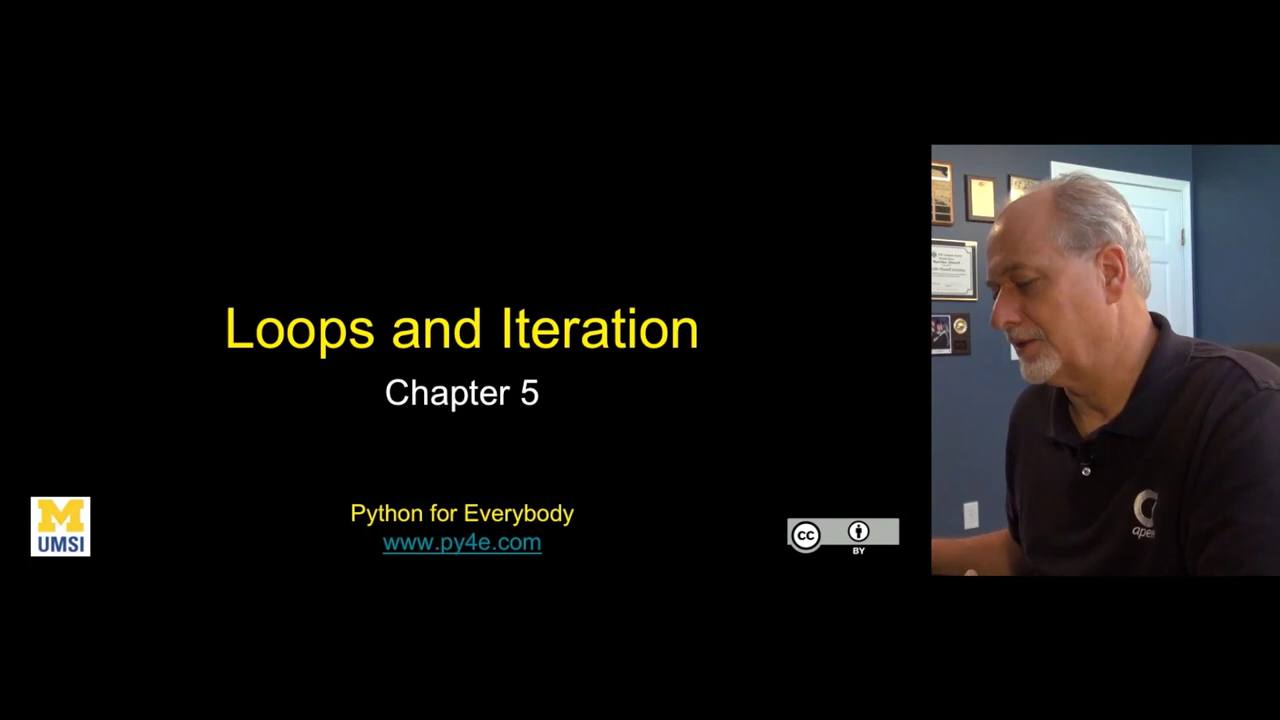 Loops and Iteration
Chapter 5
Python for Everybody
www.py4e.com
M
UMSI
cc
BY